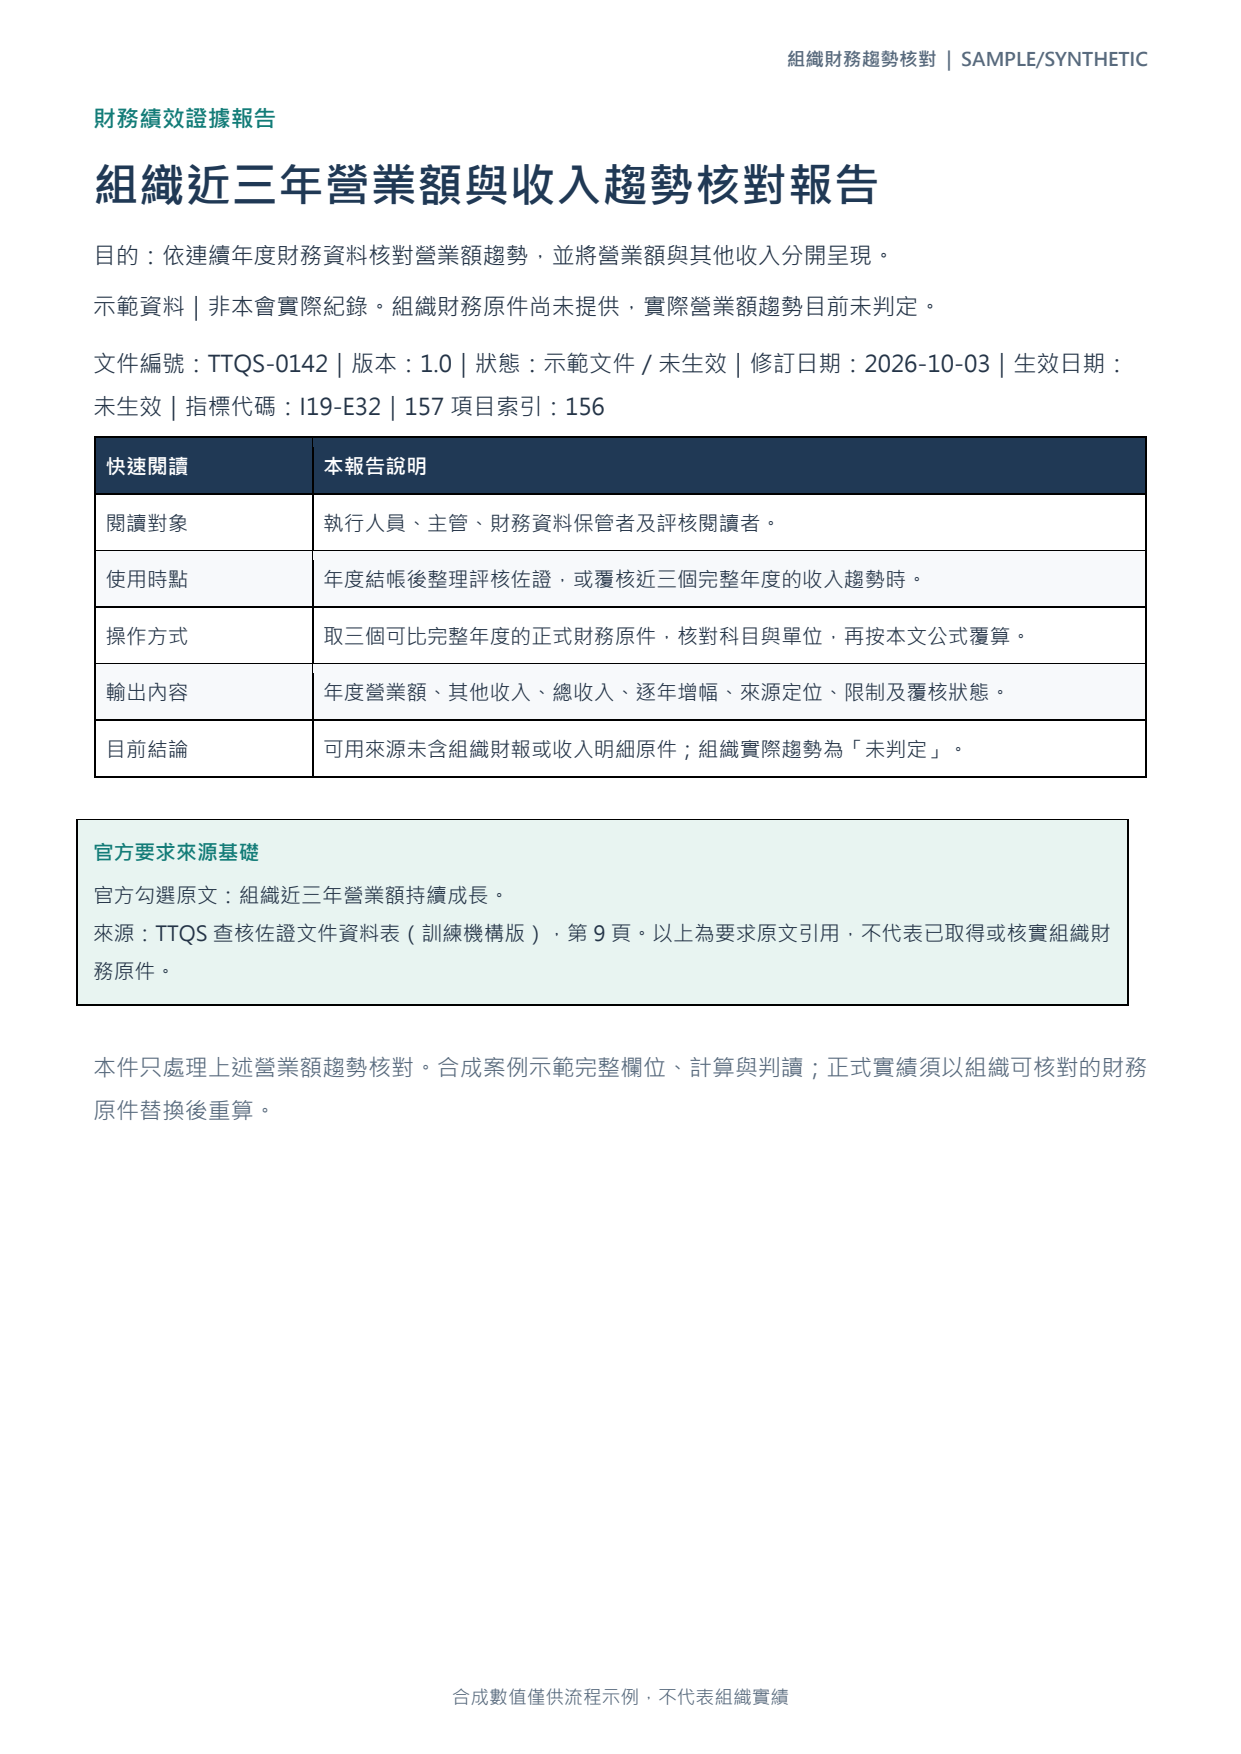 組織財務趨勢核對 | SAMPLE/SYNTHETIC
財務績效證據報告
組織近三年營業額與收入趨勢核對報告
目的：依連續年度財務資料核對營業額趨勢，並將營業額與其他收入分開呈現。
示範資料 | 非本會實際紀錄。組織財務原件尚未提供，實際營業額趨勢目前未判定。
文件編號：TTQS-0142 | 版本：1.0 | 狀態：示範文件 / 未生效 | 修訂日期：2026-10-03 | 生效日期：
未生效 | 指標代碼：I19-E32 | 157 項目索引：156
快速閱讀 本報告說明
閱讀對象 執行人員、主管、財務資料保管者及評核閱讀者。
使用時點 年度結帳後整理評核佐證，或覆核近三個完整年度的收入趨勢時。
操作方式 取三個可比完整年度的正式財務原件，核對科目與單位，再按本文公式覆算。
輸出內容 年度營業額、其他收入、總收入、逐年增幅、來源定位、限制及覆核狀態。
目前結論 可用來源未含組織財報或收入明細原件；組織實際趨勢為「未判定」。
官方要求來源基礎
官方勾選原文：組織近三年營業額持續成長。
來源：TTQS 查核佐證文件資料表（訓練機構版），第 9 頁。以上為要求原文引用，不代表已取得或核實組織財
務原件。
本件只處理上述營業額趨勢核對。合成案例示範完整欄位、計算與判讀；正式實績須以組織可核對的財務
原件替換後重算。
合成數值僅供流程示例，不代表組織實績